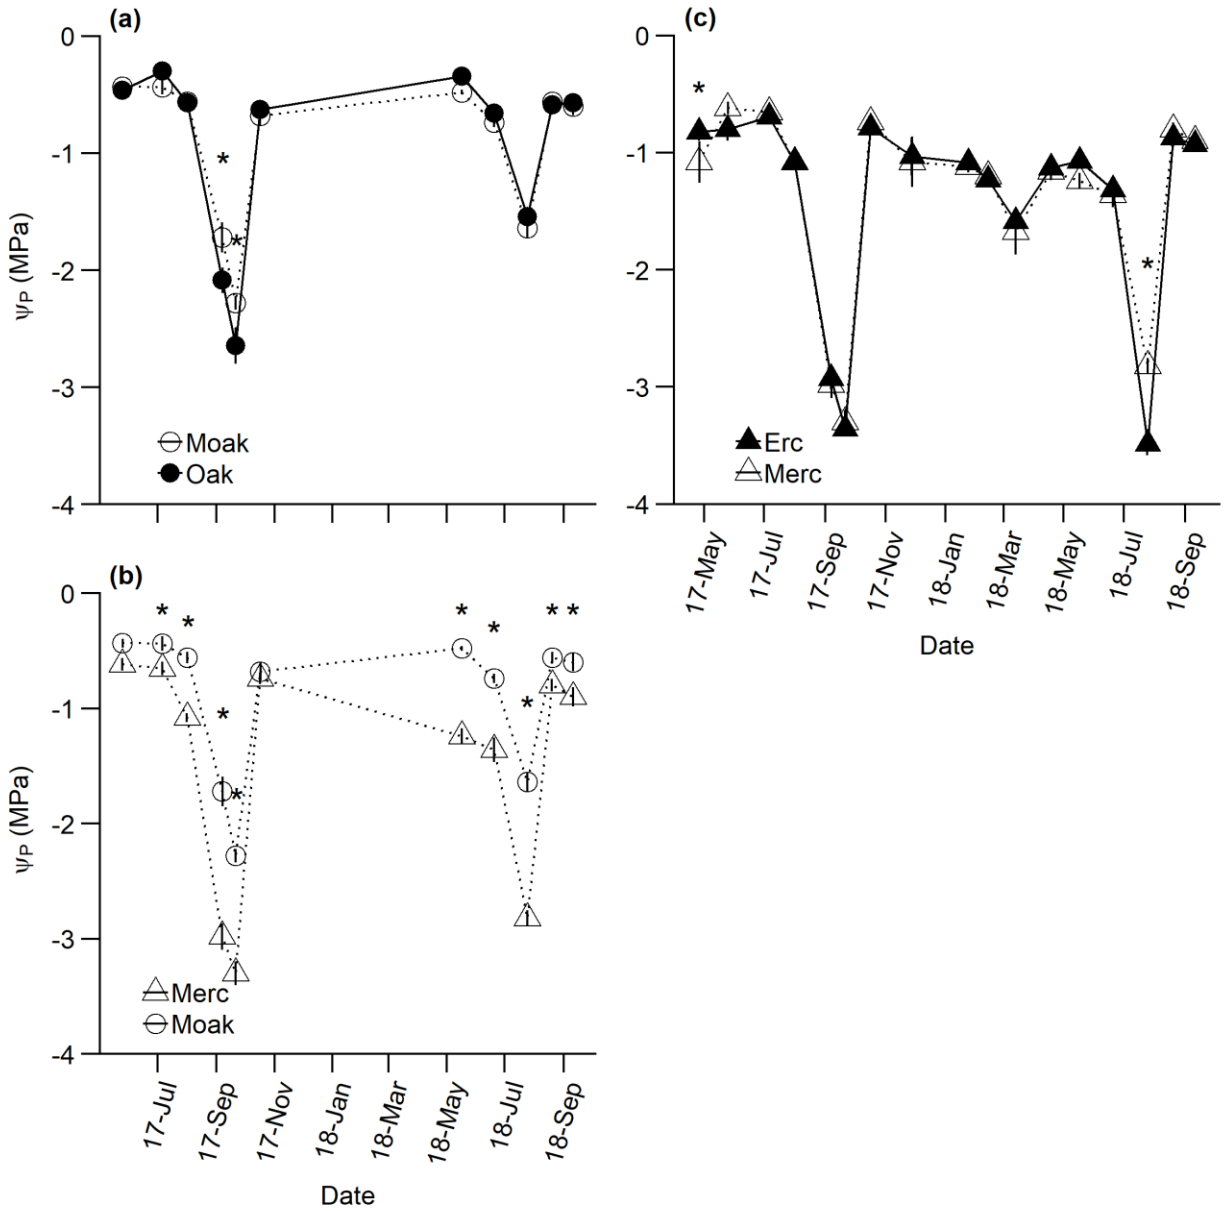 (a)
0
-1
-2
-3
-4
ψP (MPa)
*
*
Moak
Oak
(b)
0
-1
-2
-3
-4
ψP (MPa)
* * * * * *
* *
* *
*
Merc
Moak
17-Jul
17-Sep
17-Nov
18-Jan
18-Mar
18-May
18-Jul
18-Sep
Date
(c)
0
-1
-2
-3
-4
*
*
Erc
Merc
17-May
17-Jul
17-Sep
17-Nov
18-Jan
18-Mar
18-May
18-Jul
18-Sep
Date